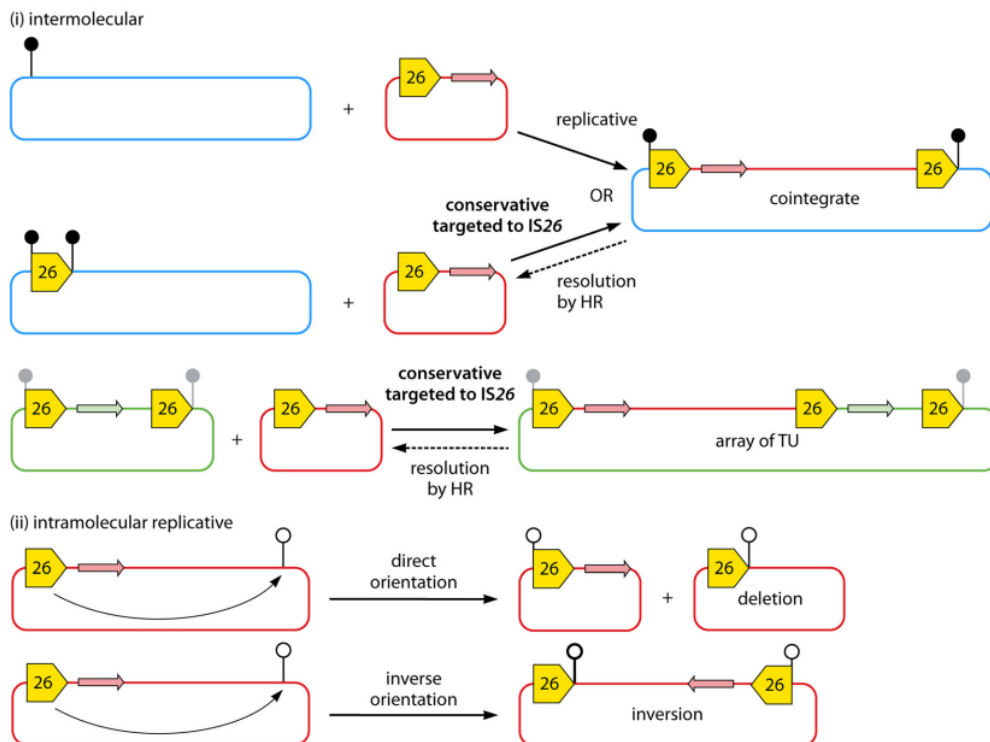 (i) intermolecular
26
+
replicative
26
26
cointegrate
OR
conservative
targeted to IS26
26
+
26
resolution
by HR
conservative
targeted to IS26
26
26
+
26
26
26
26
array of TU
resolution
by HR
(ii) intramolecular replicative
26
direct
orientation
26
+
26
deletion
26
inverse
orientation
26
26
inversion